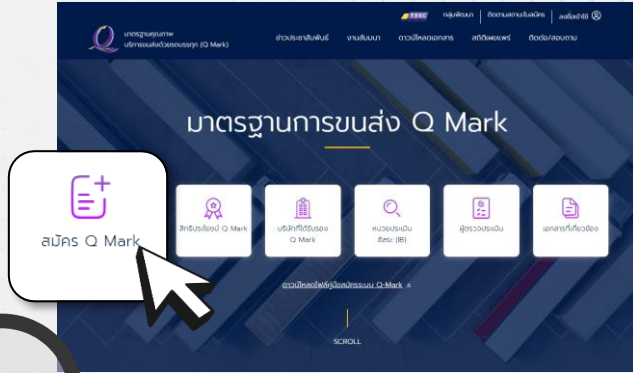 TDSC กลุ่มพัฒนา ติดตามสถานะใบสมัคร ลงชื่อเข้าใช้
มาตรฐานคุณภาพ
บริการขนส่งด้วยรถบรรทุก (Q Mark)
ข่าวประชาสัมพันธ์ งานสัมมนา ดาวน์โหลดเอกสาร สถิติเผยแพร่ ติดต่อ/สอบถาม
มาตรฐานการขนส่ง Q Mark
สมัคร Q Mark
สิทธิประโยชน์ Q Mark
บริษัทที่ได้รับรอง
Q Mark
หน่วยประเมิน
อิสระ (IB)
ผู้ตรวจประเมิน
เอกสารที่เกี่ยวข้อง
ดาวน์โหลดไฟล์คู่มือสมัครระบบ Q-Mark
SCROLL